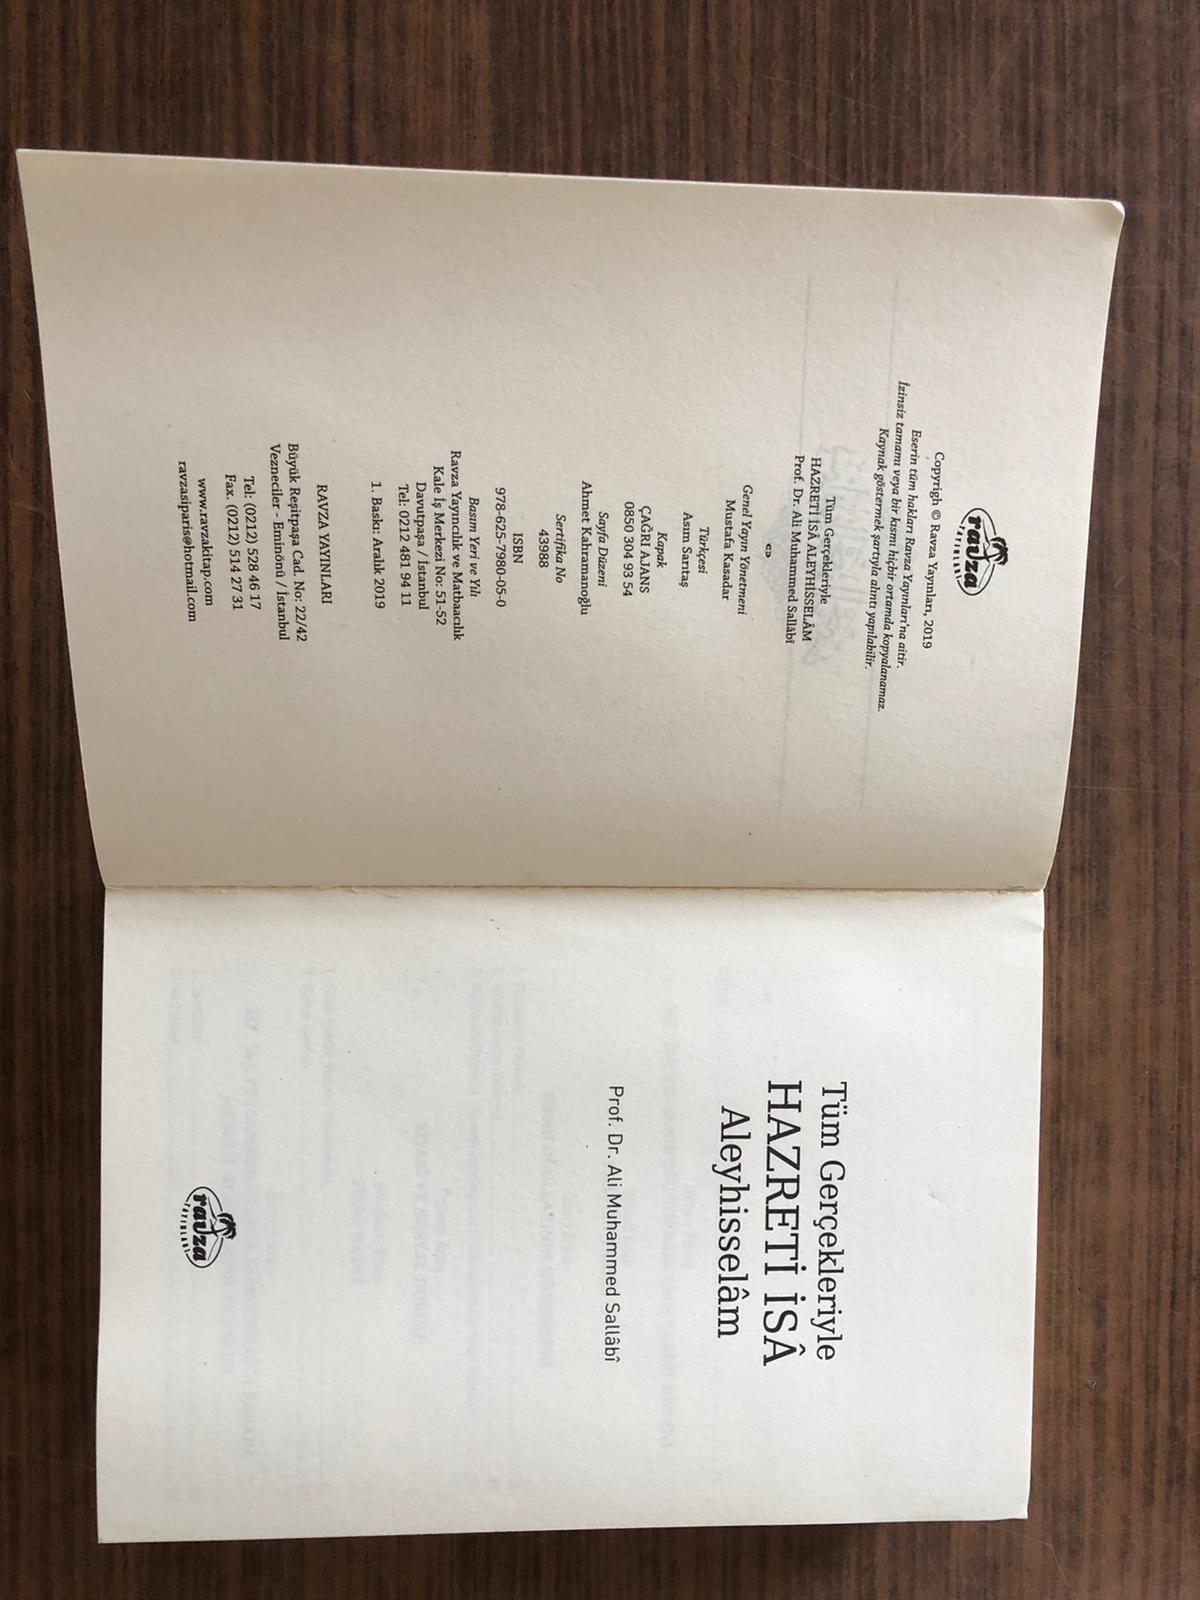 ravza
YAYINLARI
Copyrigh © Ravza Yayınları, 2019
Eserin tüm hakları Ravza Yayınları'na aitir.
İzinsiz tamamı veya bir kısmı hiçbir ortamda kopyalanamaz.
Kaynak göstermek şartıyla alıntı yapılabilir.
Tüm Gerçekleriyle
HAZRETİ İSÂ ALEYHİSSELÂM
Prof. Dr. Ali Muhammed Sallâbî
Genel Yayın Yönetmeni
Mustafa Kasadar
Türkçesi
Asım Sarıtaş
Kapak
ÇAĞRI AJANS
0850 304 93 54
Sayfa Düzeni
Ahmet Kahramanoğlu
Sertifika No
43988
ISBN
978-625-7980-05-0
Basım Yeri ve Yılı
Ravza Yayıncılık ve Matbaacılık
Kale İş Merkezi No: 51-52
Davutpaşa / İstanbul
Tel: 0212 481 94 11
1. Baskı: Aralık 2019
RAVZA YAYINLARI
Büyük Reşitpaşa Cad. No: 22/42
Vezneciler - Eminönü / İstanbul
Tel: (0212) 528 46 17
Fax. (0212) 514 27 31
www.ravzakitap.com
ravzasiparis@hotmail.com
Tüm Gerçekleriyle
HAZRETİ İSÂ
Aleyhisselâm
Prof. Dr. Ali Muhammed Sallâbî
ravza
YAYINLARI